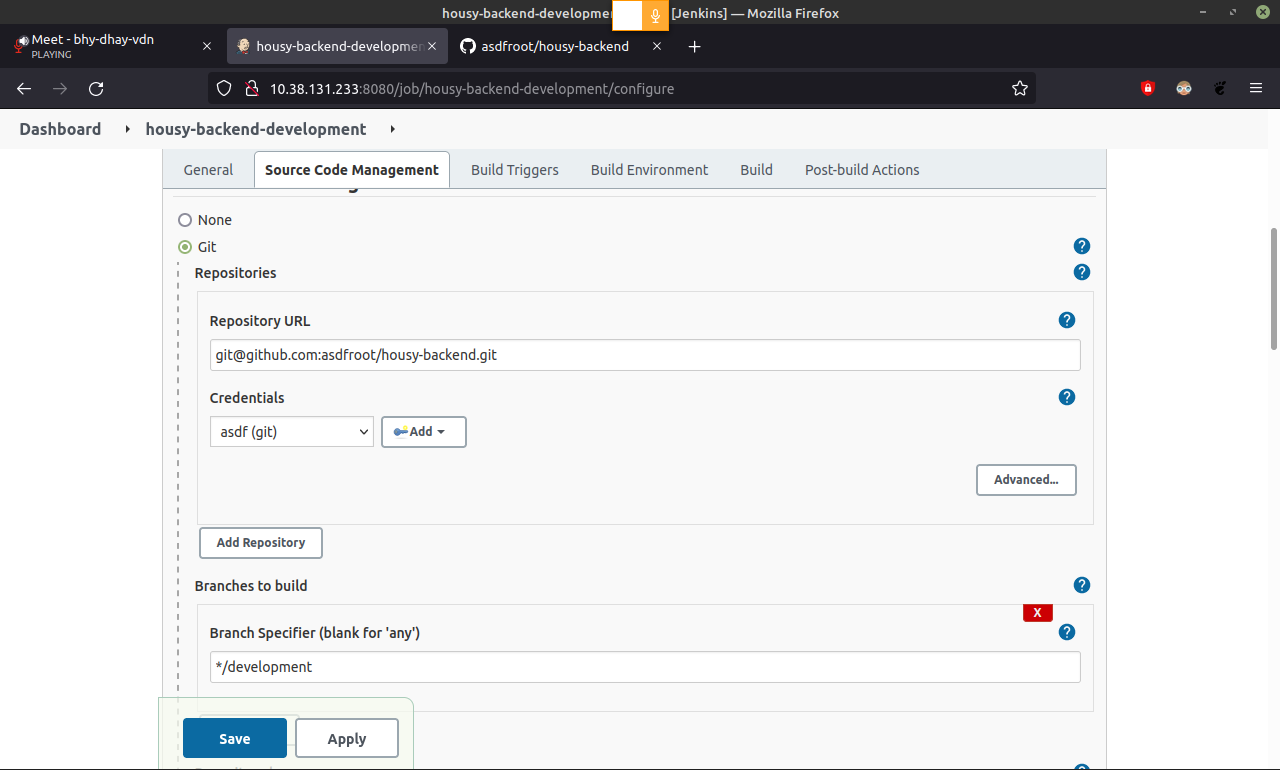 housy-backend-developmen [Jenkins] — Mozilla Firefox
Meet - bhy-dhay-vdn
PLAYING
housy-backend-developmen
asdfroot/housy-backend
10.38.131.233:8080/job/housy-backend-development/configure
Dashboard
housy-backend-development
General
Source Code Management
Build Triggers
Build Environment
Build
Post-build Actions
None
Git
?
Repositories
?
Repository URL
?
git@github.com:asdfroot/housy-backend.git
Credentials
?
asdf (git)
Add
Advanced...
Add Repository
Branches to build
?
X
Branch Specifier (blank for 'any')
?
*/development
Save
Apply